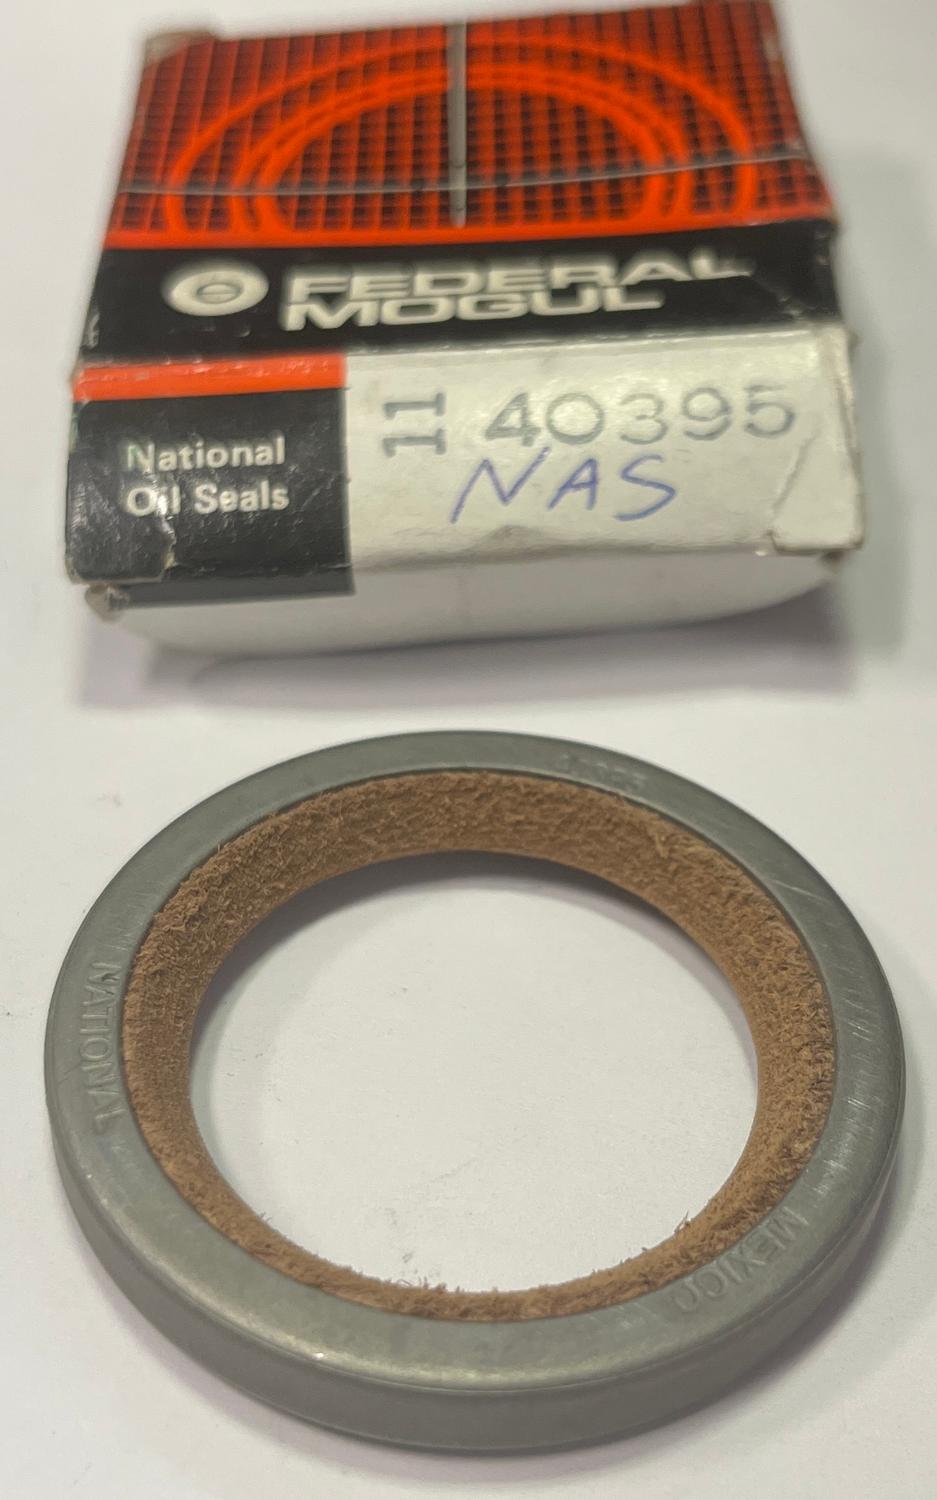 FEDERAL
MOGUL
National
Oil Seals
11 40395
NAS
NATIONAL
MEXICO